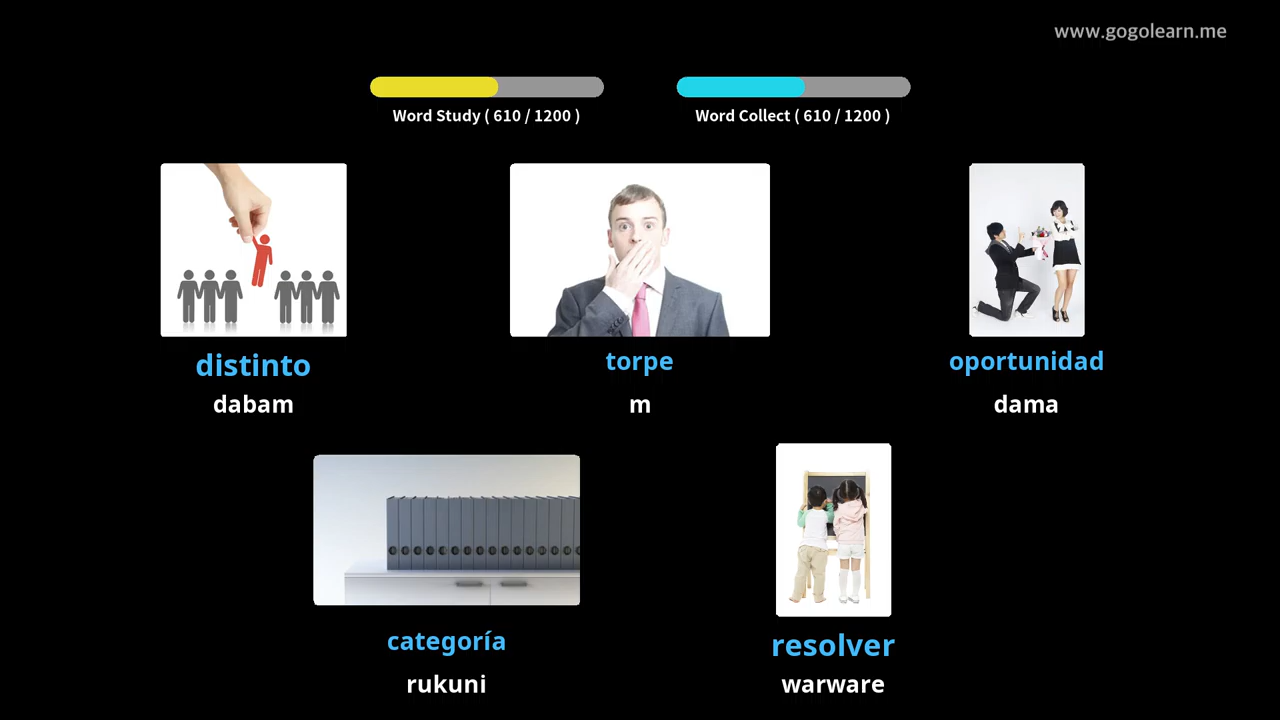 www.gogolearn.me
Word Study ( 610 / 1200 )
Word Collect ( 610 / 1200 )
distinto
torpe
oportunidad
dabam
m
dama
categoría
resolver
rukuni
warware